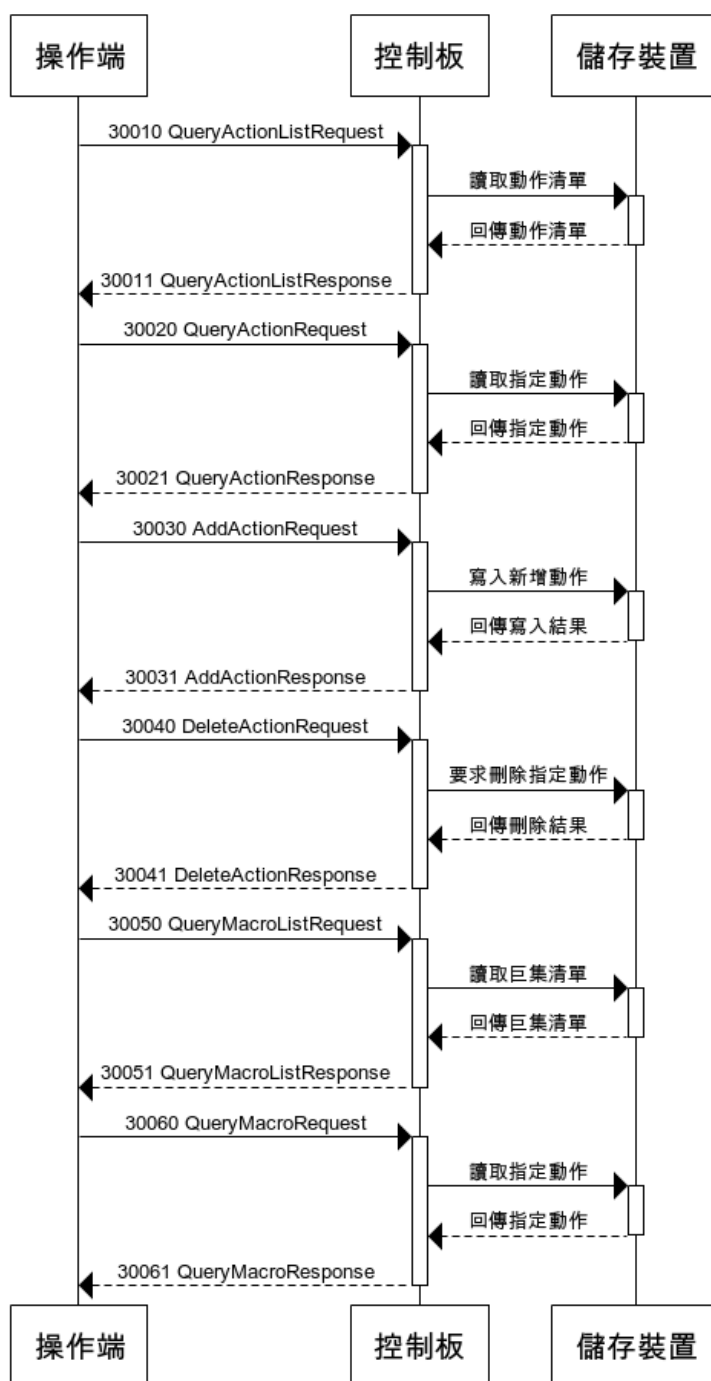 操作端
控制板
儲存裝置
30010 QueryActionListRequest
讀取動作清單
回傳動作清單
30011 QueryActionListResponse
30020 QueryActionRequest
讀取指定動作
回傳指定動作
30021 QueryActionResponse
30030 AddActionRequest
寫入新增動作
回傳寫入結果
30031 AddActionResponse
30040 DeleteActionRequest
要求刪除指定動作
回傳刪除結果
30041 DeleteActionResponse
30050 QueryMacroListRequest
讀取巨集清單
回傳巨集清單
30051 QueryMacroListResponse
30060 QueryMacroRequest
讀取指定動作
回傳指定動作
30061 QueryMacroResponse
操作端
控制板
儲存裝置